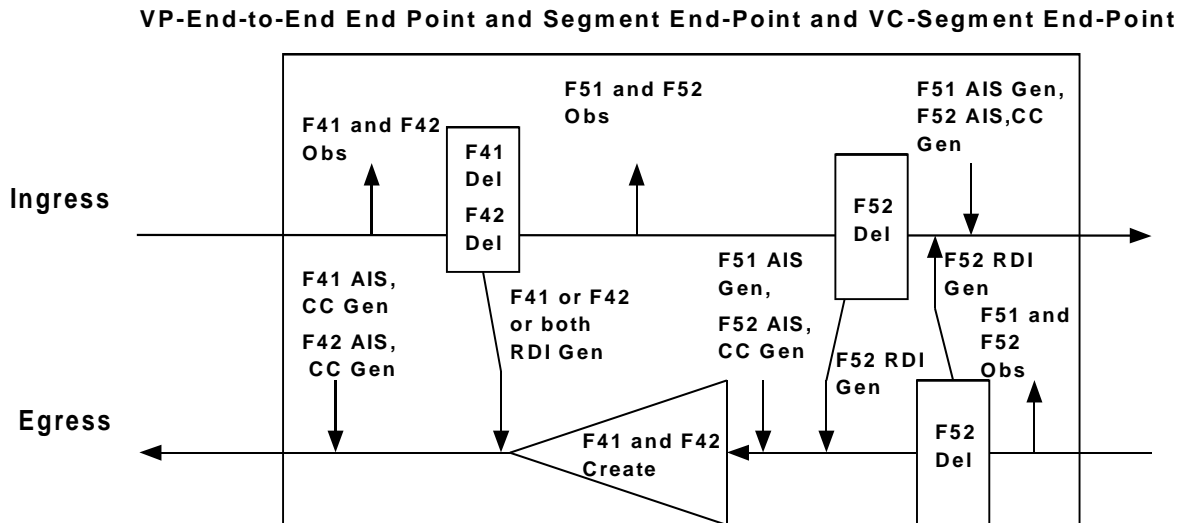 VP-End-to-End End Point and Segment End-Point and VC-Segment End-Point
F41 and F42
Obs
F41
Del
F42
Del
F51 and F52
Obs
F51 AIS Gen,
F52 AIS,CC
Gen
Ingress
F52
Del
F41 AIS,
CC Gen
F42 AIS,
CC Gen
F41 or F42
or both
RDI Gen
F51 AIS
Gen,
F52 AIS,
CC Gen
F52 RDI
Gen
F52 RDI
Gen
F51 and
F52
Obs
Egress
F41 and F42
Create
F52
Del